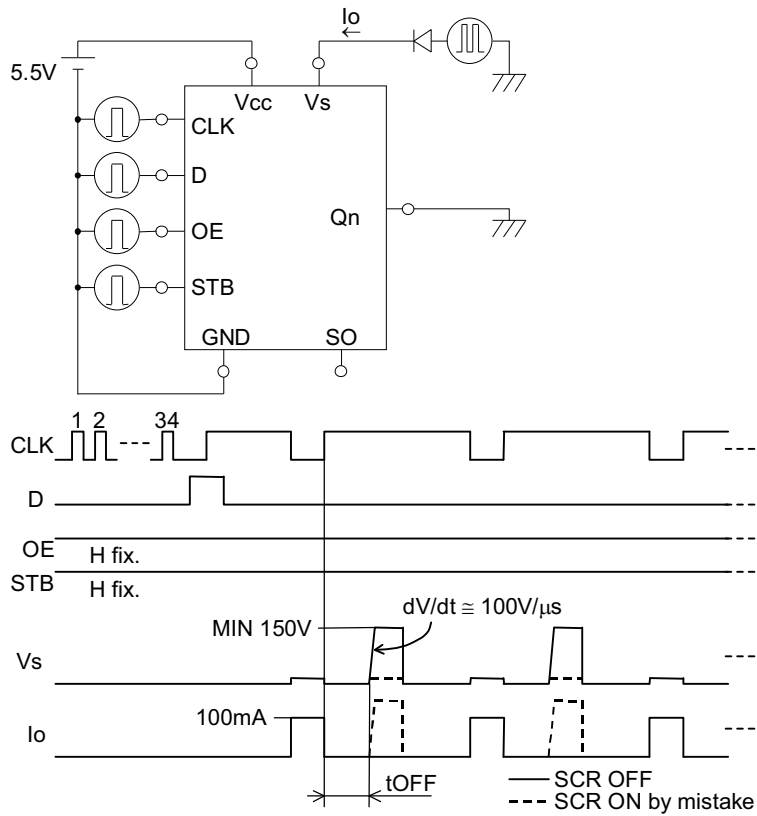 Io
5.5V
Vcc
Vs
CLK
D
OE
STB
Qn
GND
SO
1 2 34
CLK
D
OE
H fix.
STB
H fix.
dV/dt ≅ 100V/μs
MIN 150V
Vs
100mA
Io
tOFF
SCR OFF
SCR ON by mistake